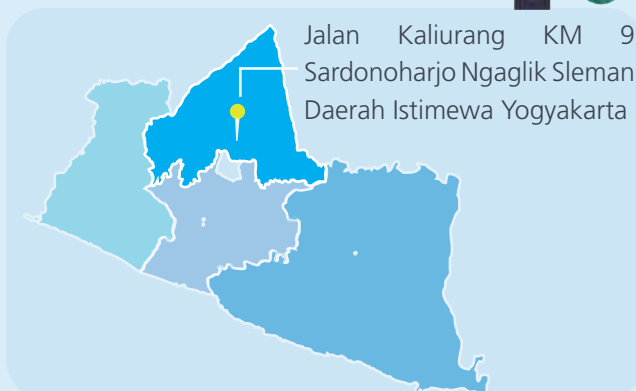 Jalan Kaliurang KM 9
Sardonoharjo Ngaglik Sleman
Daerah Istimewa Yogyakarta